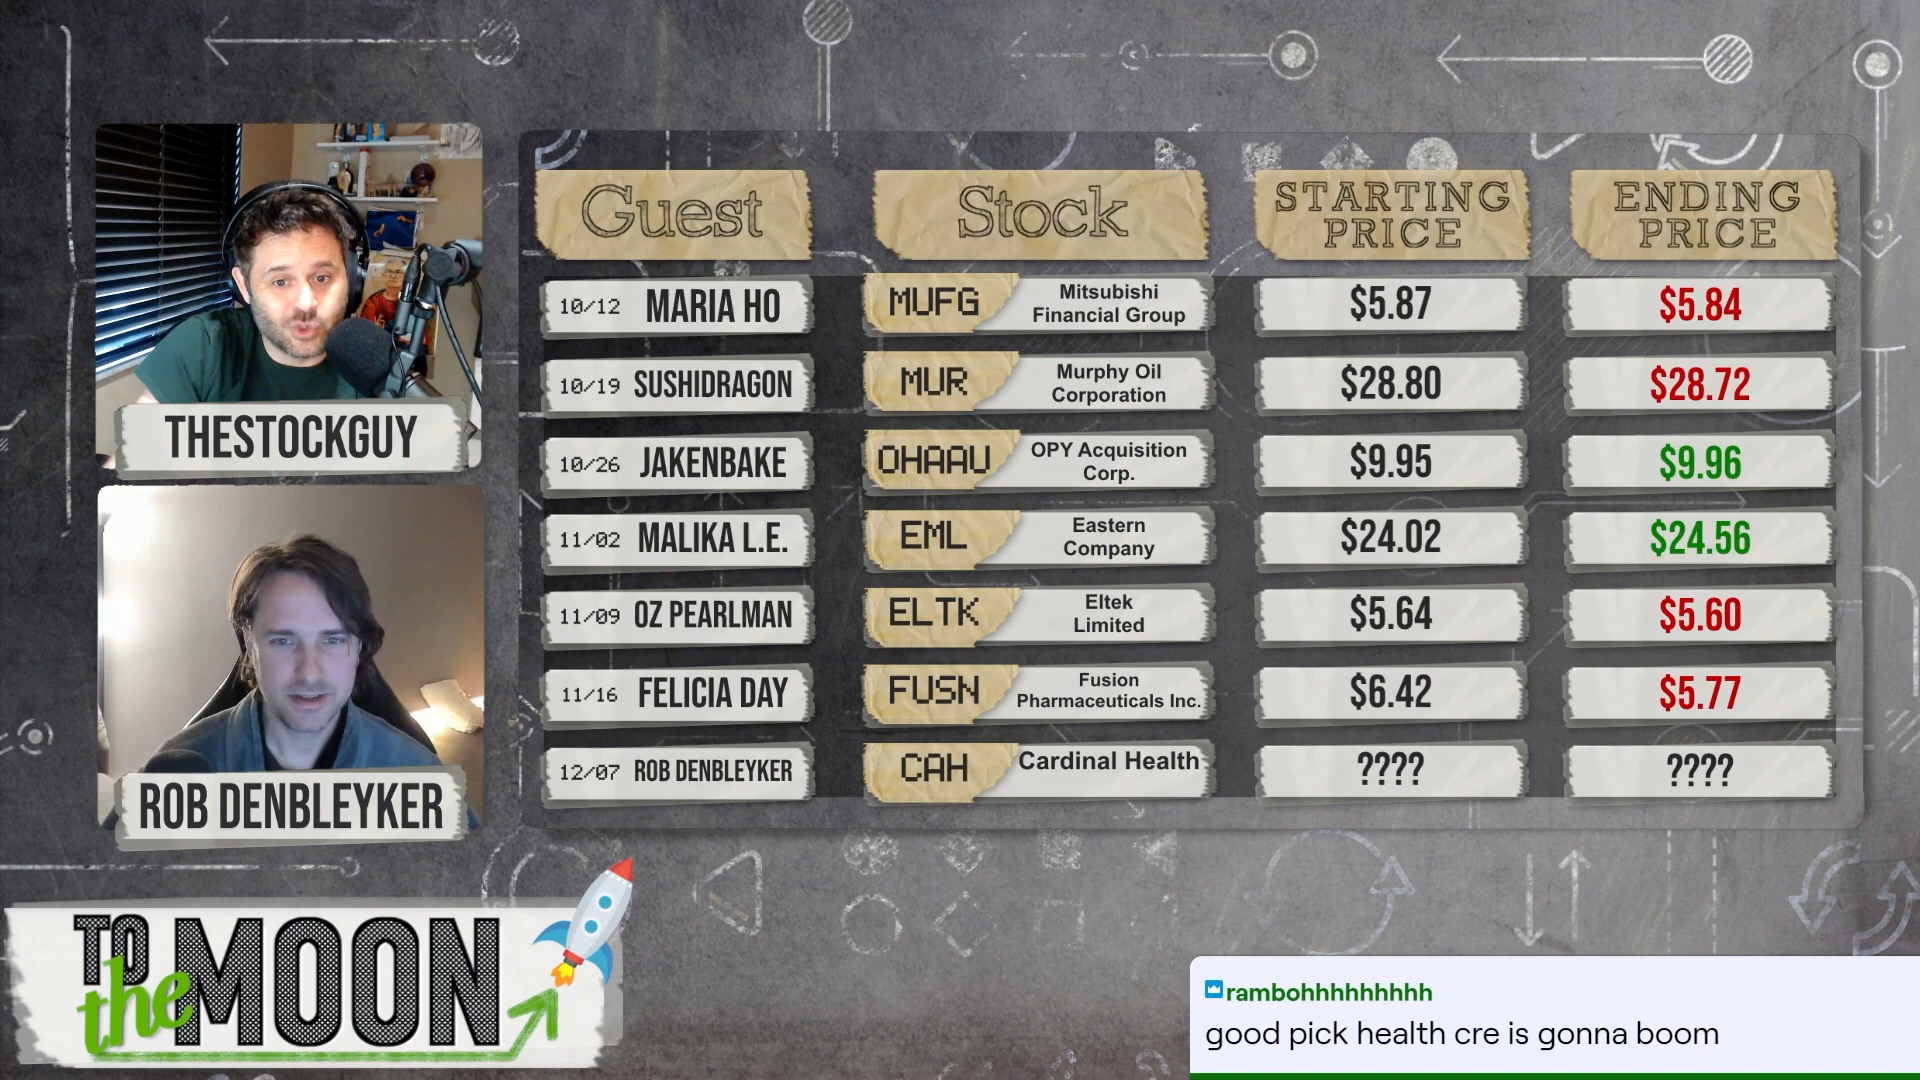 Guest
Stock
STARTING
PRICE
ENDING
PRICE
10/12 MARIA HO
MUFG
Mitsubishi
Financial Group
$5.87
$5.84
10/19 SUSHIDRAGON
MUR
Murphy Oil
Corporation
$28.80
$28.72
10/26 JAKENBAKE
OHAAU
OPY Acquisition
Corp.
$9.95
$9.96
11/02 MALIKA L.E.
EML
Eastern
Company
$24.02
$24.56
11/09 OZ PEARLMAN
ELTK
Eltek
Limited
$5.64
$5.60
11/16 FELICIA DAY
FUSN
Fusion
Pharmaceuticals Inc.
$6.42
$5.77
12/07 ROB DENBLEYKER
CAH
Cardinal Health
????
????
THESTOCKGUY
ROB DENBLEYKER
TO
the MOON
rambohhhhhhhhhh
good pick health cre is gonna boom